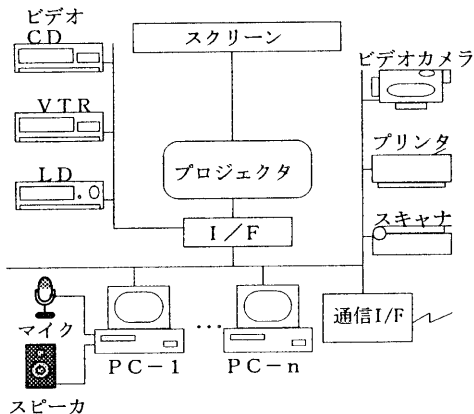 ビデオ
CD
スクリーン
ビデオカメラ
VTR
プリンタ
プロジェクタ
LD
スキャナ
I/F
マイク
PC-1
...
PC-n
通信I/F
スピーカ